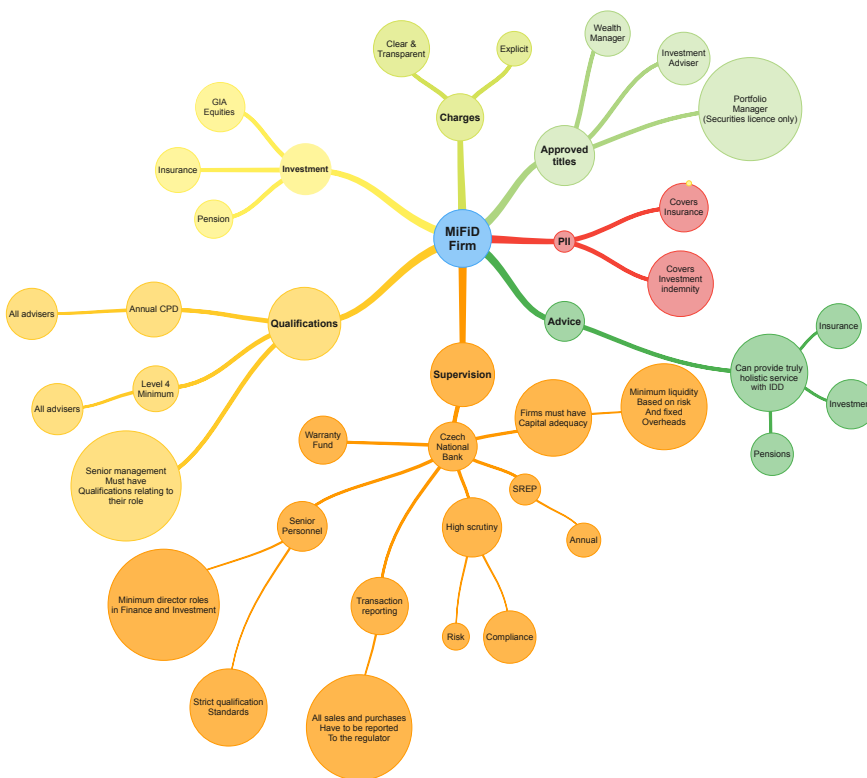 Clear &
Transparent
Explicit
Charges
Wealth
Manager
Investment
Adviser
Portfolio
Manager
(Securities licence only)
Approved
titles
GIA
Equities
Insurance
Investment
Pension
MiFiD
Firm
PII
Covers
Insurance
Covers
Investment
indemnity
Advice
Can provide truly
holistic service
with IDD
Insurance
Investment
Pensions
Qualifications
Annual CPD
All advisers
Level 4
Minimum
All advisers
Senior management
Must have
Qualifications relating to
their role
Supervision
Czech
National
Bank
Warranty
Fund
Firms must have
Capital adequacy
Minimum liquidity
Based on risk
And fixed
Overheads
SREP
Annual
High scrutiny
Risk
Compliance
Senior
Personnel
Minimum director roles
in Finance and Investment
Strict qualification
Standards
Transaction
reporting
All sales and purchases
Have to be reported
To the regulator